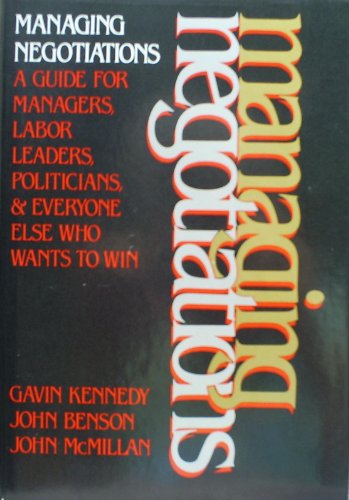 MANAGING
NEGOTIATIONS
A GUIDE FOR
MANAGERS,
LABOR
LEADERS,
POLITICIANS,
& EVERYONE
ELSE WHO
WANTS TO WIN
managing
negotiations
GAVIN KENNEDY
JOHN BENSON
JOHN McMILLAN